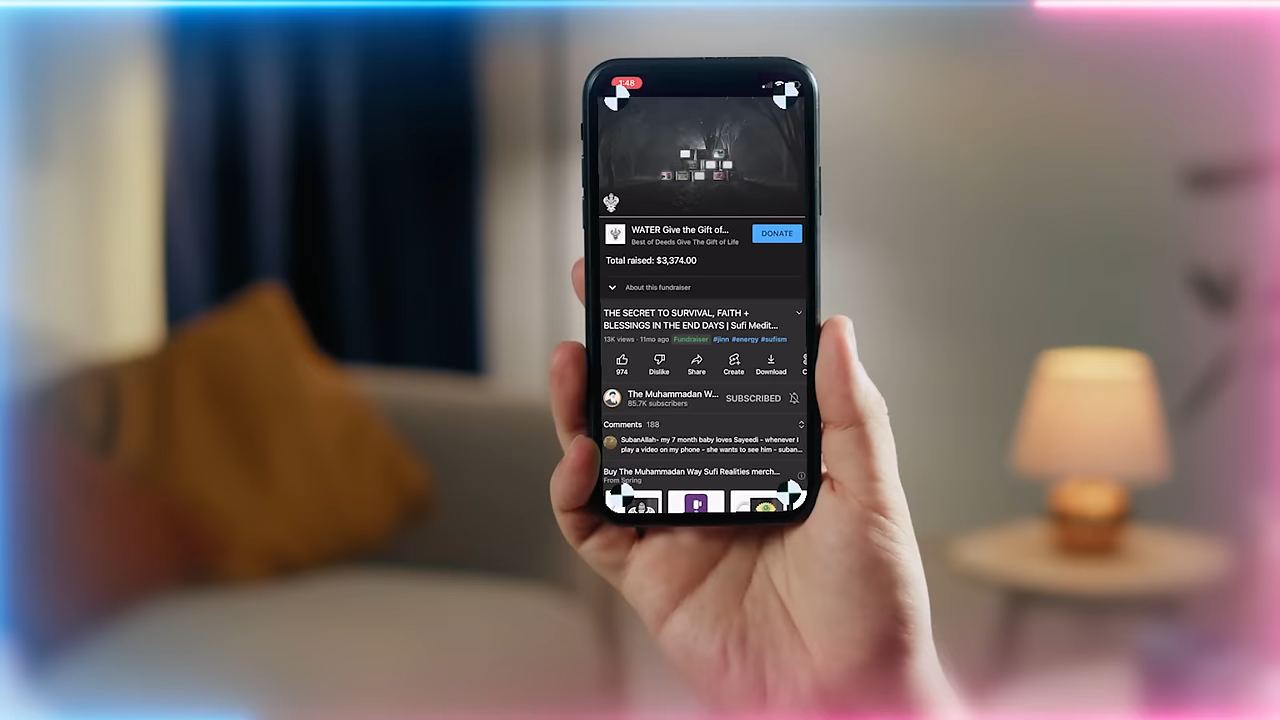 1:48
WATER Give the Gift of...
Best of Deeds Give The Gift of Life
DONATE
Total raised: $3,374.00
About this fundraiser
THE SECRET TO SURVIVAL, FAITH +
BLESSINGS IN THE END DAYS | Sufi Medit...
13K views · 11mo ago Fundraiser #jinn #energy #sufism
974 Dislike Share Create Download C
The Muhammadan W...
85.7K subscribers
SUBSCRIBED
Comments 188
SubanAllah- my 7 month baby loves Sayeedi - whenever I
play a video on my phone - she wants to see him - suban...
Buy The Muhammadan Way Sufi Realities merch...
From Spring